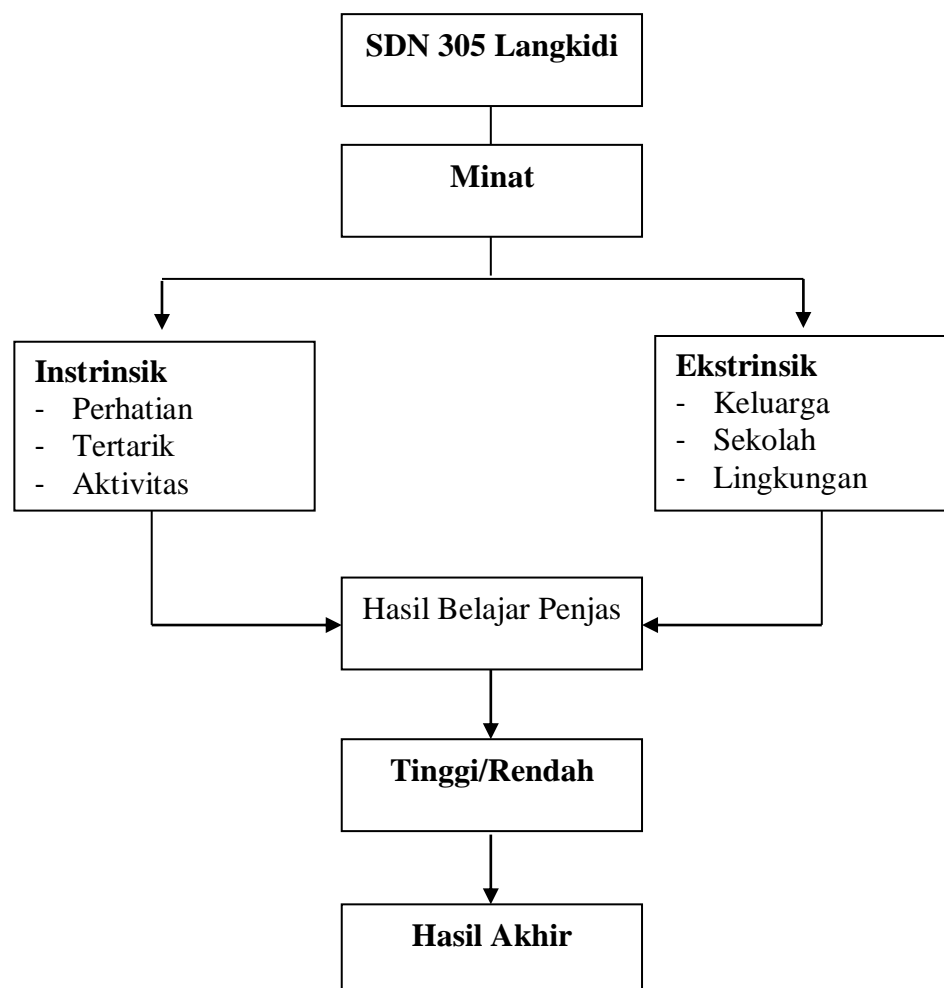 SDN 305 Langkidi
Minat
Instrinsik
- Perhatian
- Tertarik
- Aktivitas
Ekstrinsik
- Keluarga
- Sekolah
- Lingkungan
Hasil Belajar Penjas
Tinggi/Rendah
Hasil Akhir